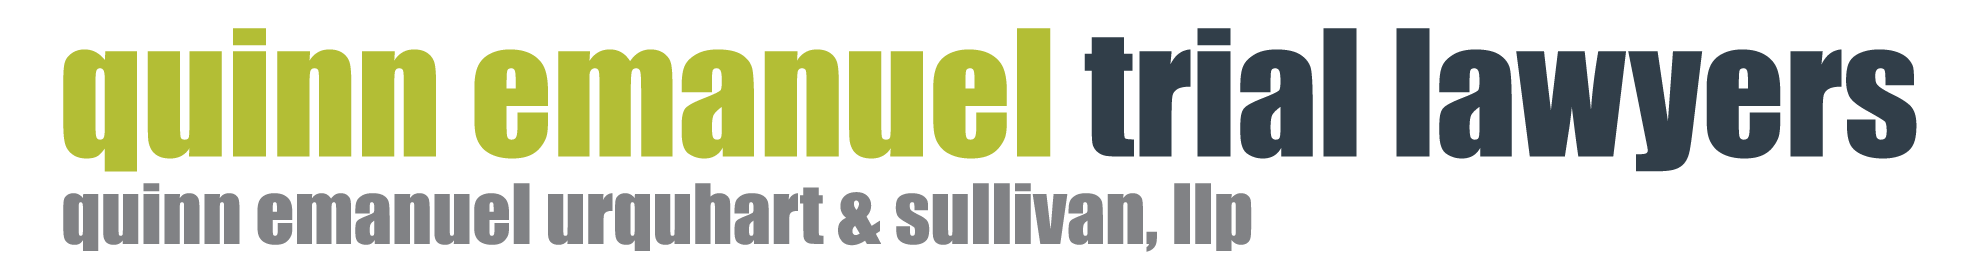 quinn emanuel trial lawyers
quinn emanuel urquhart & sullivan, llp